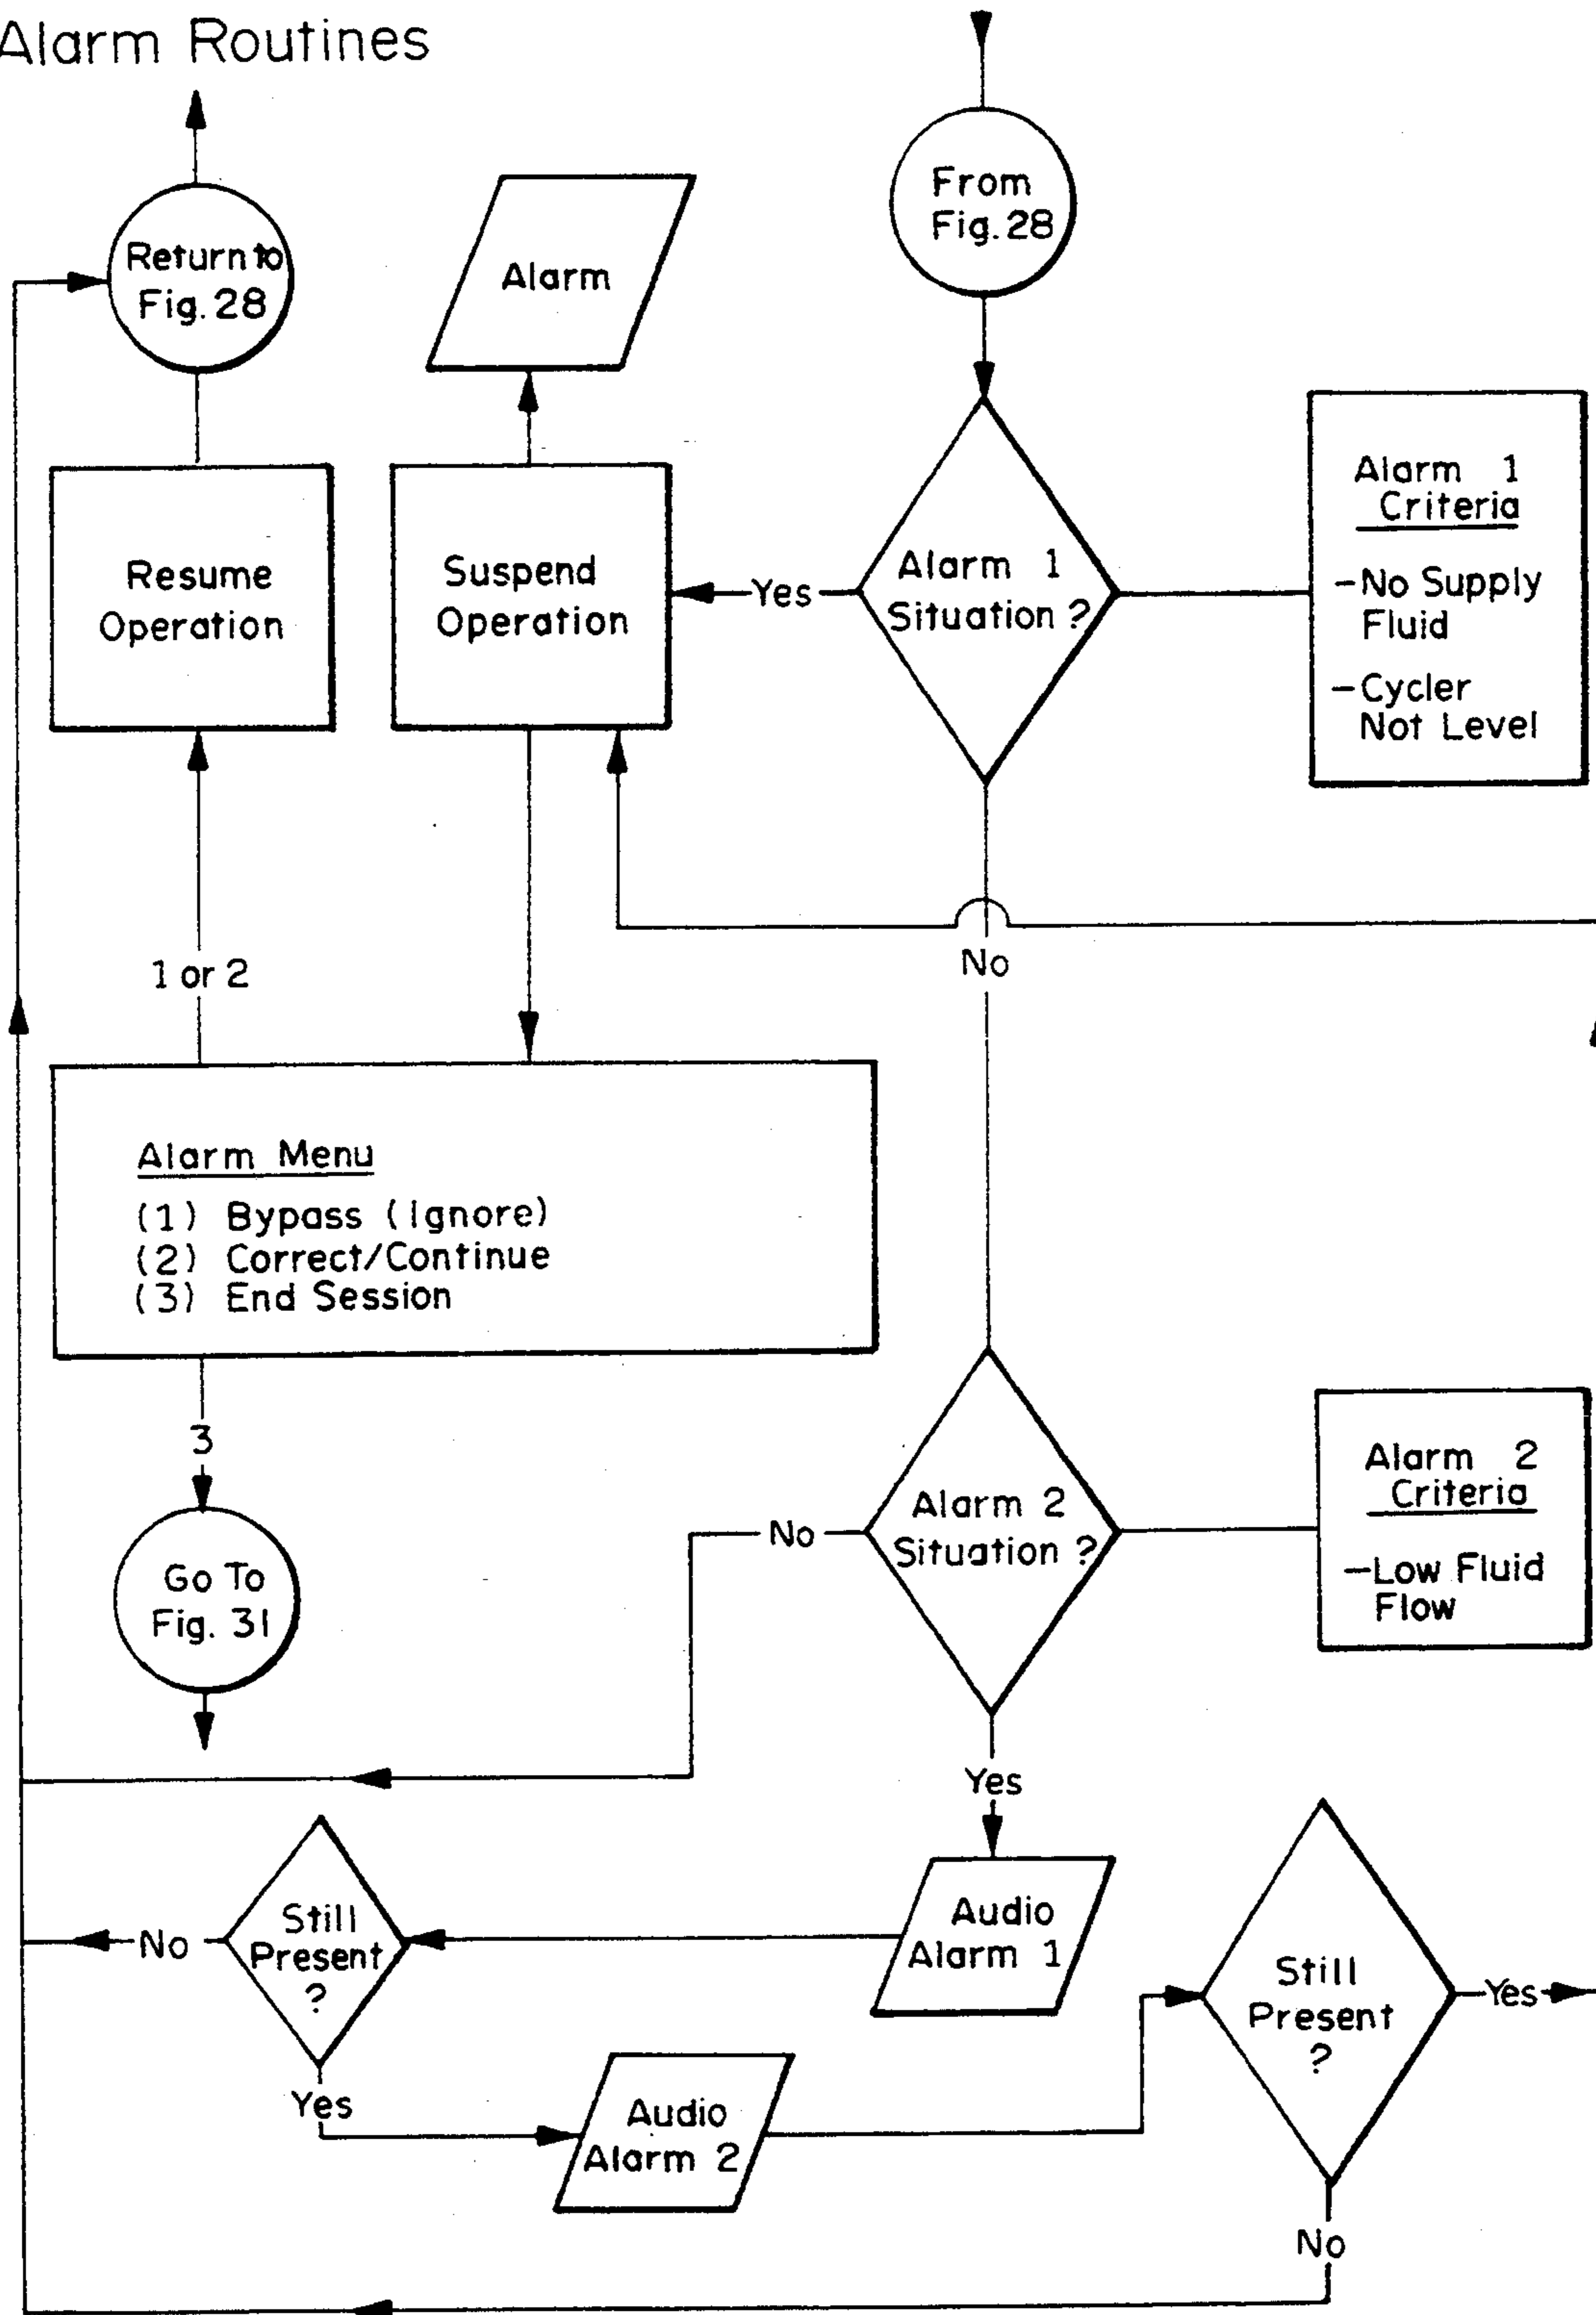 Alarm Routines
From
Fig. 28
Return to
Fig. 28
Alarm
Resume
Operation
Suspend
Operation
Yes
Alarm 1
Situation ?
Alarm 1
Criteria
-No Supply
Fluid
-Cycler
Not Level
No
1 or 2
Alarm Menu
(1) Bypass (Ignore)
(2) Correct/Continue
(3) End Session
3
Go To
Fig. 31
No
Alarm 2
Situation ?
Alarm 2
Criteria
-Low Fluid
Flow
Yes
No
Still
Present
?
Audio
Alarm 1
Still
Present
?
Yes
Yes
Audio
Alarm 2
No